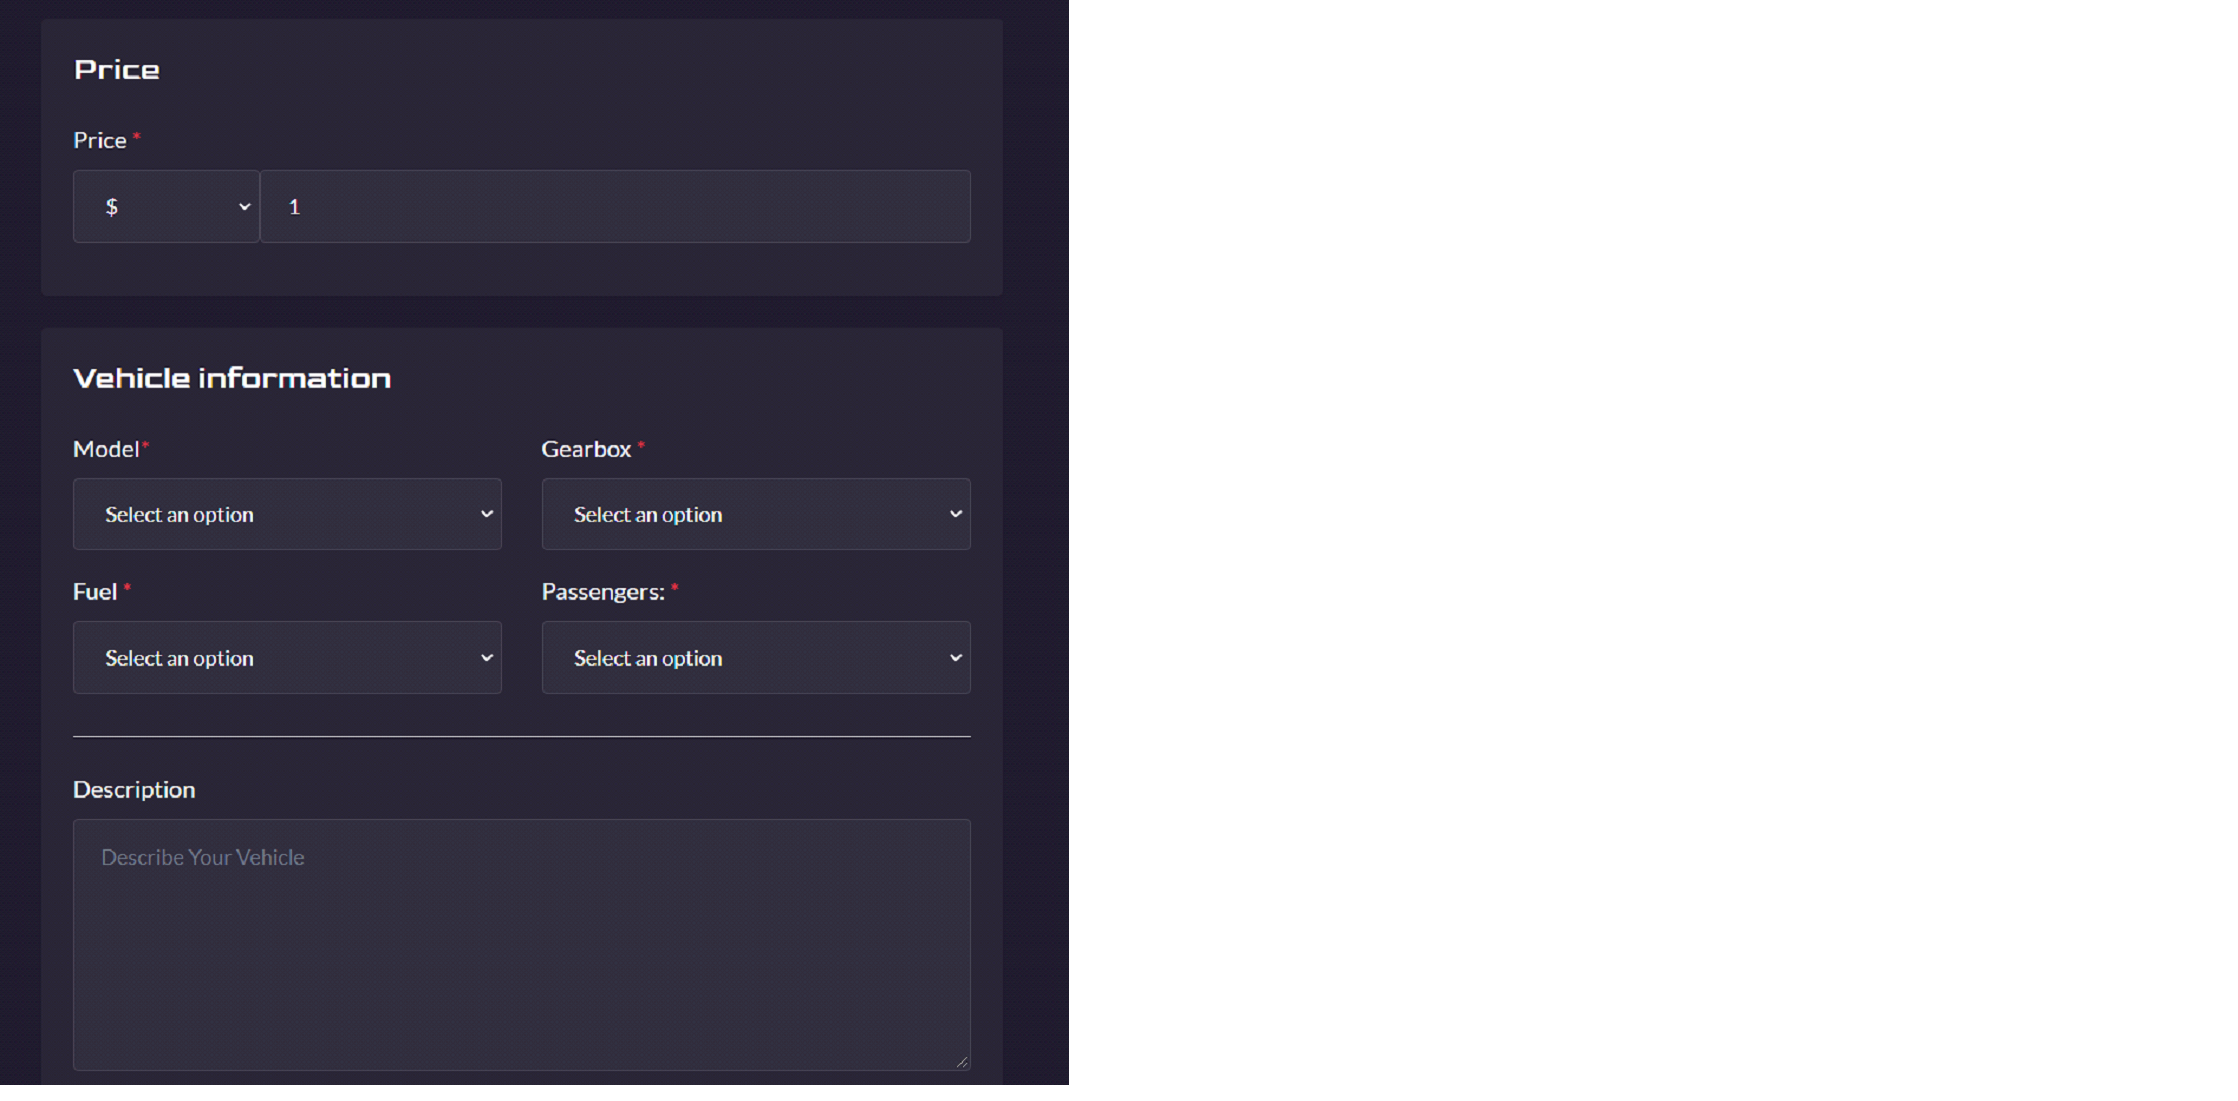 Price
Price *
$ 1
Vehicle information
Model* Gearbox *
Select an option Select an option
Fuel * Passengers: *
Select an option Select an option
Description
Describe Your Vehicle